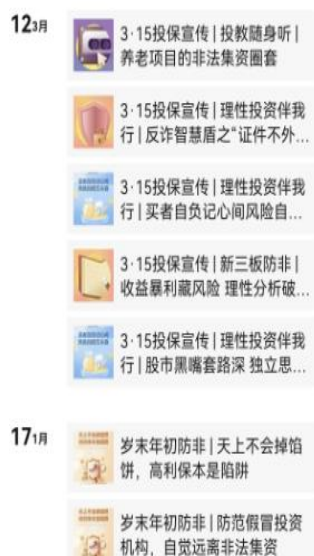 12 3月
3·15投保宣传 | 投教随身听 |
养老项目的非法集资圈套
3·15投保宣传 | 理性投资伴我
行 | 反诈智慧盾之“证件不外...
3·15投保宣传 | 理性投资伴我
行 | 买者自负记心间风险自...
3·15投保宣传 | 新三板防非 |
收益暴利藏风险 理性分析破...
3·15投保宣传 | 理性投资伴我
行 | 股市黑嘴套路深 独立思...
17 1月
岁末年初防非 | 天上不会掉馅
饼，高利保本是陷阱
岁末年初防非 | 防范假冒投资
机构，自觉远离非法集资